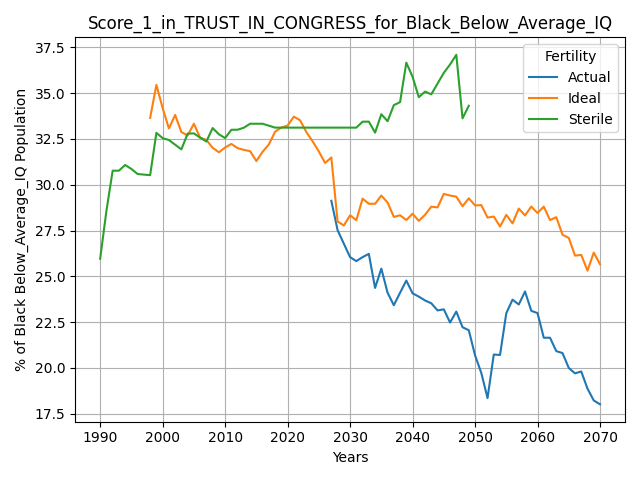 Score_1_in_TRUST_IN_CONGRESS_for_Black_Below_Average_IQ
% of Black Below_Average_IQ Population
37.5
35.0
32.5
30.0
27.5
25.0
22.5
20.0
17.5
Fertility
Actual
Ideal
Sterile
1990 2000 2010 2020 2030 2040 2050 2060 2070
Years